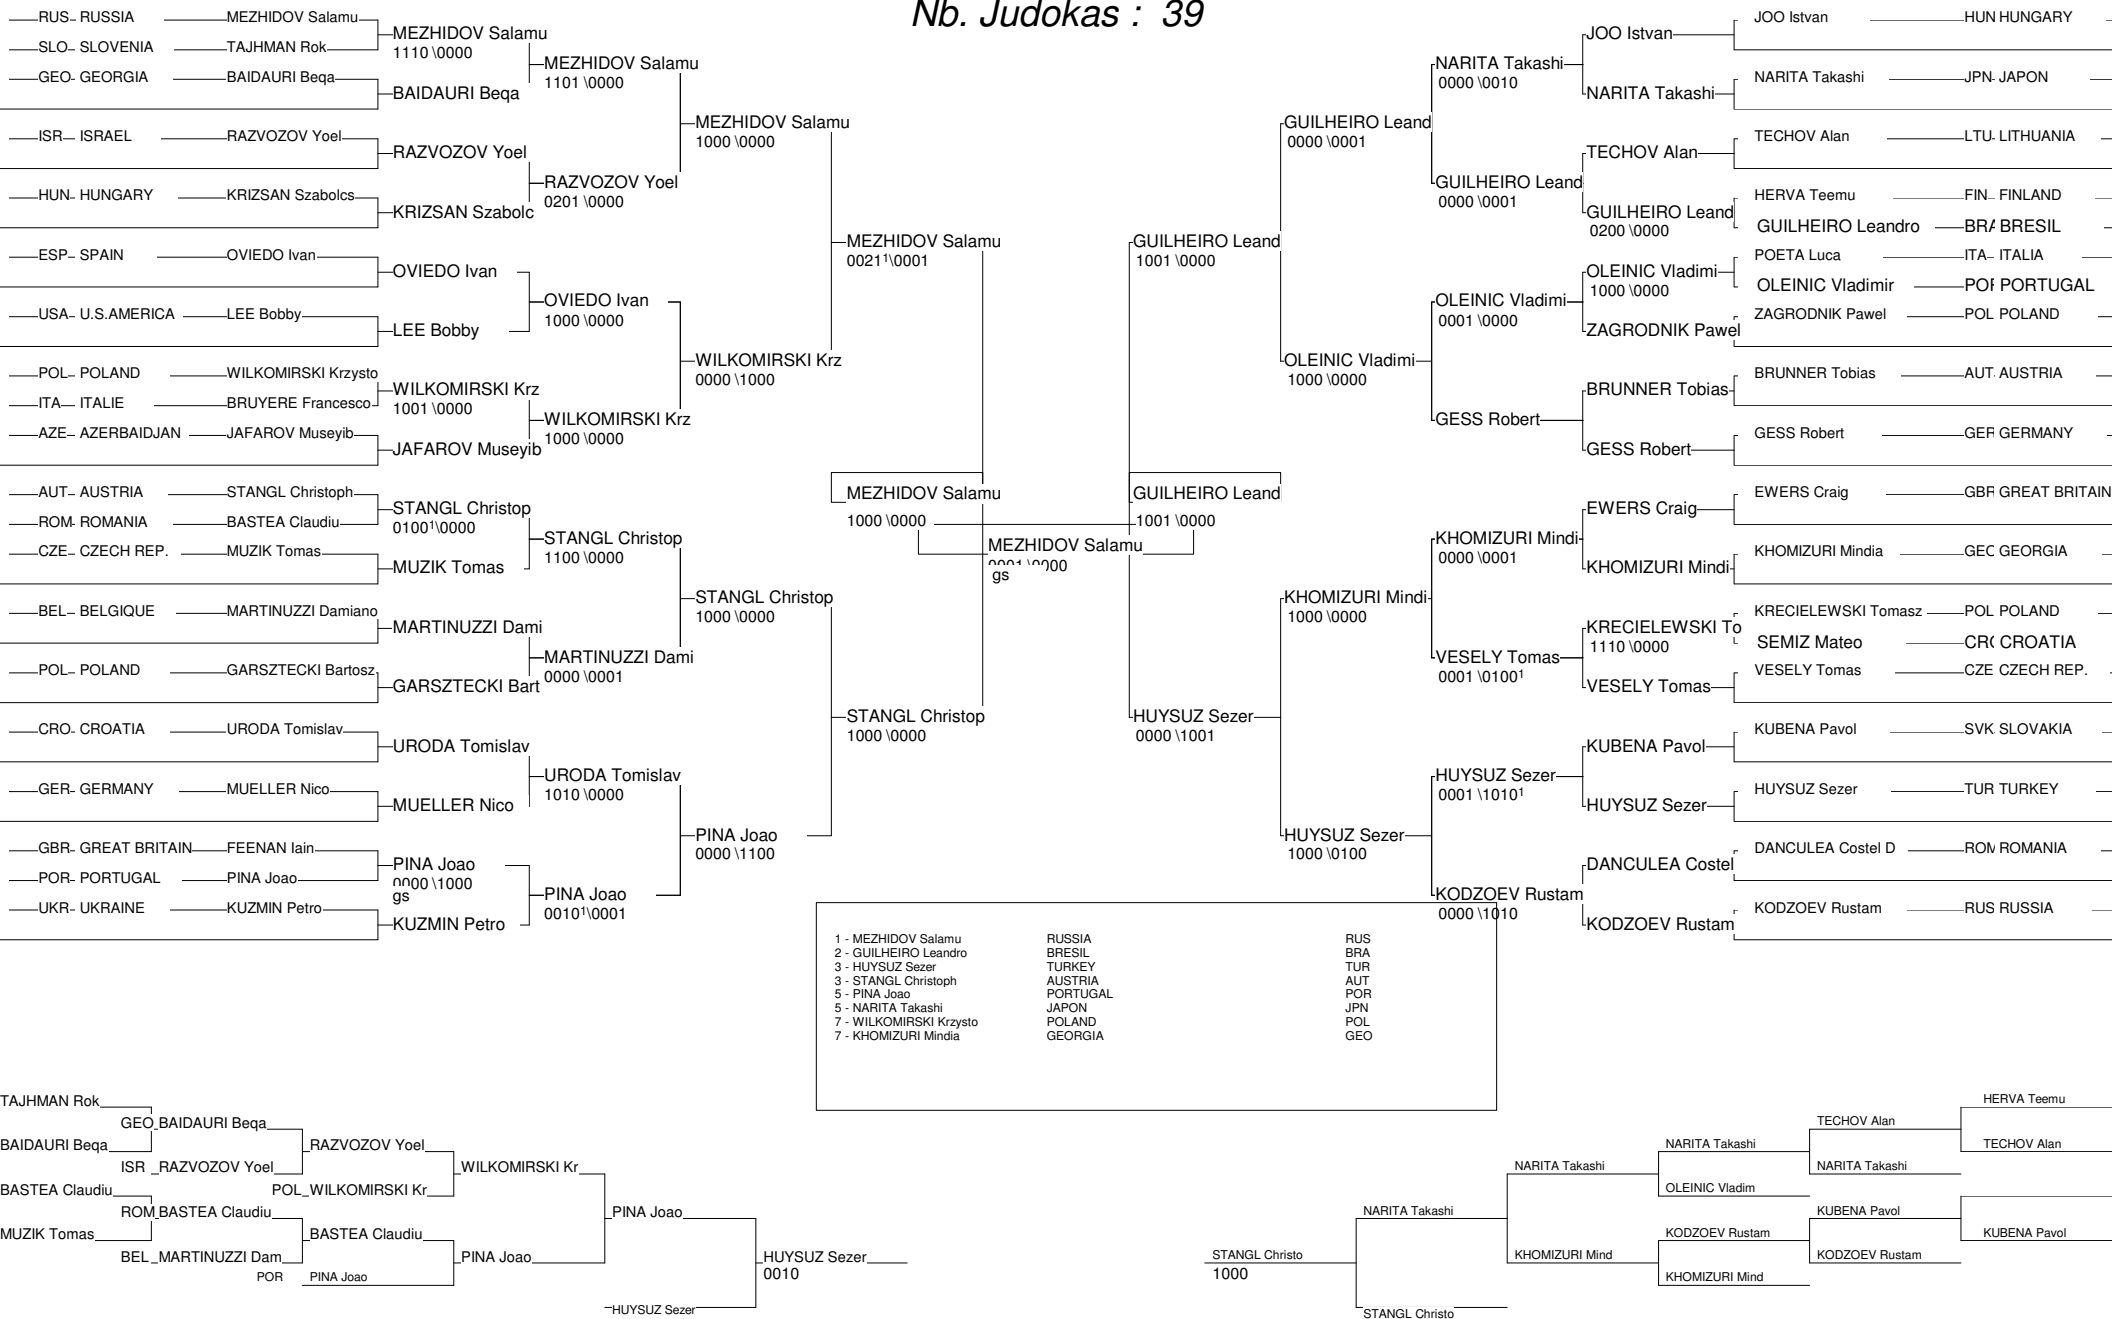 Nb. Judokas : 39
RUS RUSSIA MEZHIDOV Salamu
SLO SLOVENIA TAJHMAN Rok
GEO GEORGIA BAIDAURI Beqa
ISR ISRAEL RAZVOZOV Yoel
HUN HUNGARY KRIZSAN Szabolcs
ESP SPAIN OVIEDO Ivan
USA U.S.AMERICA LEE Bobby
POL POLAND WILKOMIRSKI Krzysto
ITA ITALIE BRUYERE Francesco
AZE AZERBAIDJAN JAFAROV Museyib
AUT AUSTRIA STANGL Christoph
ROM ROMANIA BASTEA Claudiu
CZE CZECH REP. MUZIK Tomas
BEL BELGIQUE MARTINUZZI Damiano
POL POLAND GARSZTECKI Bartosz
CRO CROATIA URODA Tomislav
GER GERMANY MUELLER Nico
GBR GREAT BRITAIN FEENAN Iain
POR PORTUGAL PINA Joao
UKR UKRAINE KUZMIN Petro
MEZHIDOV Salamu
1110 \0000
BAIDAURI Beqa
RAZVOZOV Yoel
KRIZSAN Szabolc
OVIEDO Ivan
LEE Bobby
WILKOMIRSKI Krz
1001 \0000
JAFAROV Museyib
STANGL Christop
0100¹\0000
MUZIK Tomas
MARTINUZZI Dami
GARSZTECKI Bart
URODA Tomislav
MUELLER Nico
PINA Joao
0000 \1000
gs
KUZMIN Petro
MEZHIDOV Salamu
1101 \0000
RAZVOZOV Yoel
0201 \0000
OVIEDO Ivan
1000 \0000
WILKOMIRSKI Krz
1000 \0000
STANGL Christop
1100 \0000
MARTINUZZI Dami
0000 \0001
URODA Tomislav
1010 \0000
PINA Joao
0010¹\0001
MEZHIDOV Salamu
1000 \0000
WILKOMIRSKI Krz
0000 \1000
STANGL Christop
1000 \0000
PINA Joao
0000 \1100
MEZHIDOV Salamu
0021¹\0001
STANGL Christop
1000 \0000
MEZHIDOV Salamu
1000 \0000
GUILHEIRO Leand
1001 \0000
MEZHIDOV Salamu
0001 \0000
gs
GUILHEIRO Leand
1001 \0000
HUYSUZ Sezer
0000 \1001
GUILHEIRO Leand
0000 \0001
OLEINIC Vladimi
1000 \0000
KHOMIZURI Mindi
1000 \0000
HUYSUZ Sezer
1000 \0100
NARITA Takashi
0000 \0010
GUILHEIRO Leand
0000 \0001
OLEINIC Vladimi
0001 \0000
GESS Robert
KHOMIZURI Mindi
0000 \0001
VESELY Tomas
0001 \0100¹
HUYSUZ Sezer
0001 \1010¹
KODZOEV Rustam
0000 \1010
JOO Istvan
NARITA Takashi
TECHOV Alan
GUILHEIRO Leand
0200 \0000
OLEINIC Vladimi
1000 \0000
ZAGRODNIK Pawel
BRUNNER Tobias
GESS Robert
EWERS Craig
KHOMIZURI Mindi
KRECIELEWSKI To
1110 \0000
VESELY Tomas
KUBENA Pavol
HUYSUZ Sezer
DANCULEA Costel
KODZOEV Rustam
JOO Istvan HUN HUNGARY
NARITA Takashi JPN JAPON
TECHOV Alan LTU LITHUANIA
HERVA Teemu FIN FINLAND
GUILHEIRO Leandro BRA BRESIL
POETA Luca ITA ITALIA
OLEINIC Vladimir POR PORTUGAL
ZAGRODNIK Pawel POL POLAND
BRUNNER Tobias AUT AUSTRIA
GESS Robert GER GERMANY
EWERS Craig GBR GREAT BRITAIN
KHOMIZURI Mindia GEO GEORGIA
KRECIELEWSKI Tomasz POL POLAND
SEMIZ Mateo CRO CROATIA
VESELY Tomas CZE CZECH REP.
KUBENA Pavol SVK SLOVAKIA
HUYSUZ Sezer TUR TURKEY
DANCULEA Costel D ROM ROMANIA
KODZOEV Rustam RUS RUSSIA
1 - MEZHIDOV Salamu RUSSIA RUS
2 - GUILHEIRO Leandro BRESIL BRA
3 - HUYSUZ Sezer TURKEY TUR
3 - STANGL Christoph AUSTRIA AUT
5 - PINA Joao PORTUGAL POR
5 - NARITA Takashi JAPON JPN
7 - WILKOMIRSKI Krzysto POLAND POL
7 - KHOMIZURI Mindia GEORGIA GEO
TAJHMAN Rok
BAIDAURI Beqa
BASTEA Claudiu
MUZIK Tomas
GEO BAIDAURI Beqa
ISR RAZVOZOV Yoel
ROM BASTEA Claudiu
BEL MARTINUZZI Dam
RAZVOZOV Yoel
POL WILKOMIRSKI Kr
BASTEA Claudiu
POR PINA Joao
WILKOMIRSKI Kr
PINA Joao
PINA Joao
HUYSUZ Sezer
HUYSUZ Sezer
0010
STANGL Christo
1000
NARITA Takashi
STANGL Christo
NARITA Takashi
KHOMIZURI Mind
NARITA Takashi
OLEINIC Vladim
KODZOEV Rustam
KHOMIZURI Mind
TECHOV Alan
NARITA Takashi
KUBENA Pavol
KODZOEV Rustam
HERVA Teemu
TECHOV Alan
KUBENA Pavol